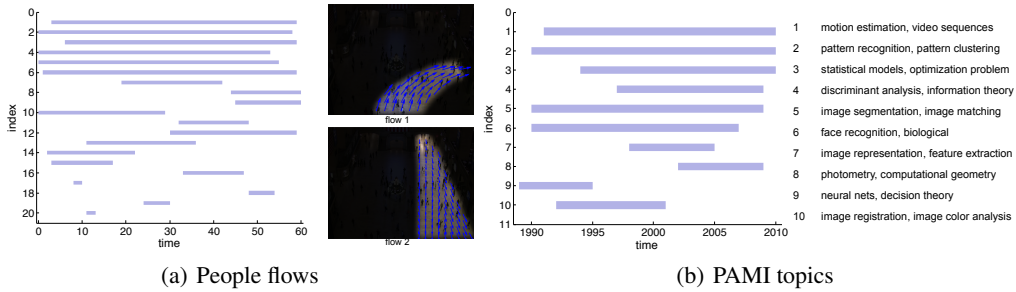 0
2
4
6
8
10
12
14
16
18
20
index
0 10 20 30 40 50 60
time
flow 1
flow 2
(a) People flows
0
1
2
3
4
5
6
7
8
9
10
11
index
1990 1995 2000 2005 2010
time
1 motion estimation, video sequences
2 pattern recognition, pattern clustering
3 statistical models, optimization problem
4 discriminant analysis, information theory
5 image segmentation, image matching
6 face recognition, biological
7 image representation, feature extraction
8 photometry, computational geometry
9 neural nets, decision theory
10 image registration, image color analysis
(b) PAMI topics